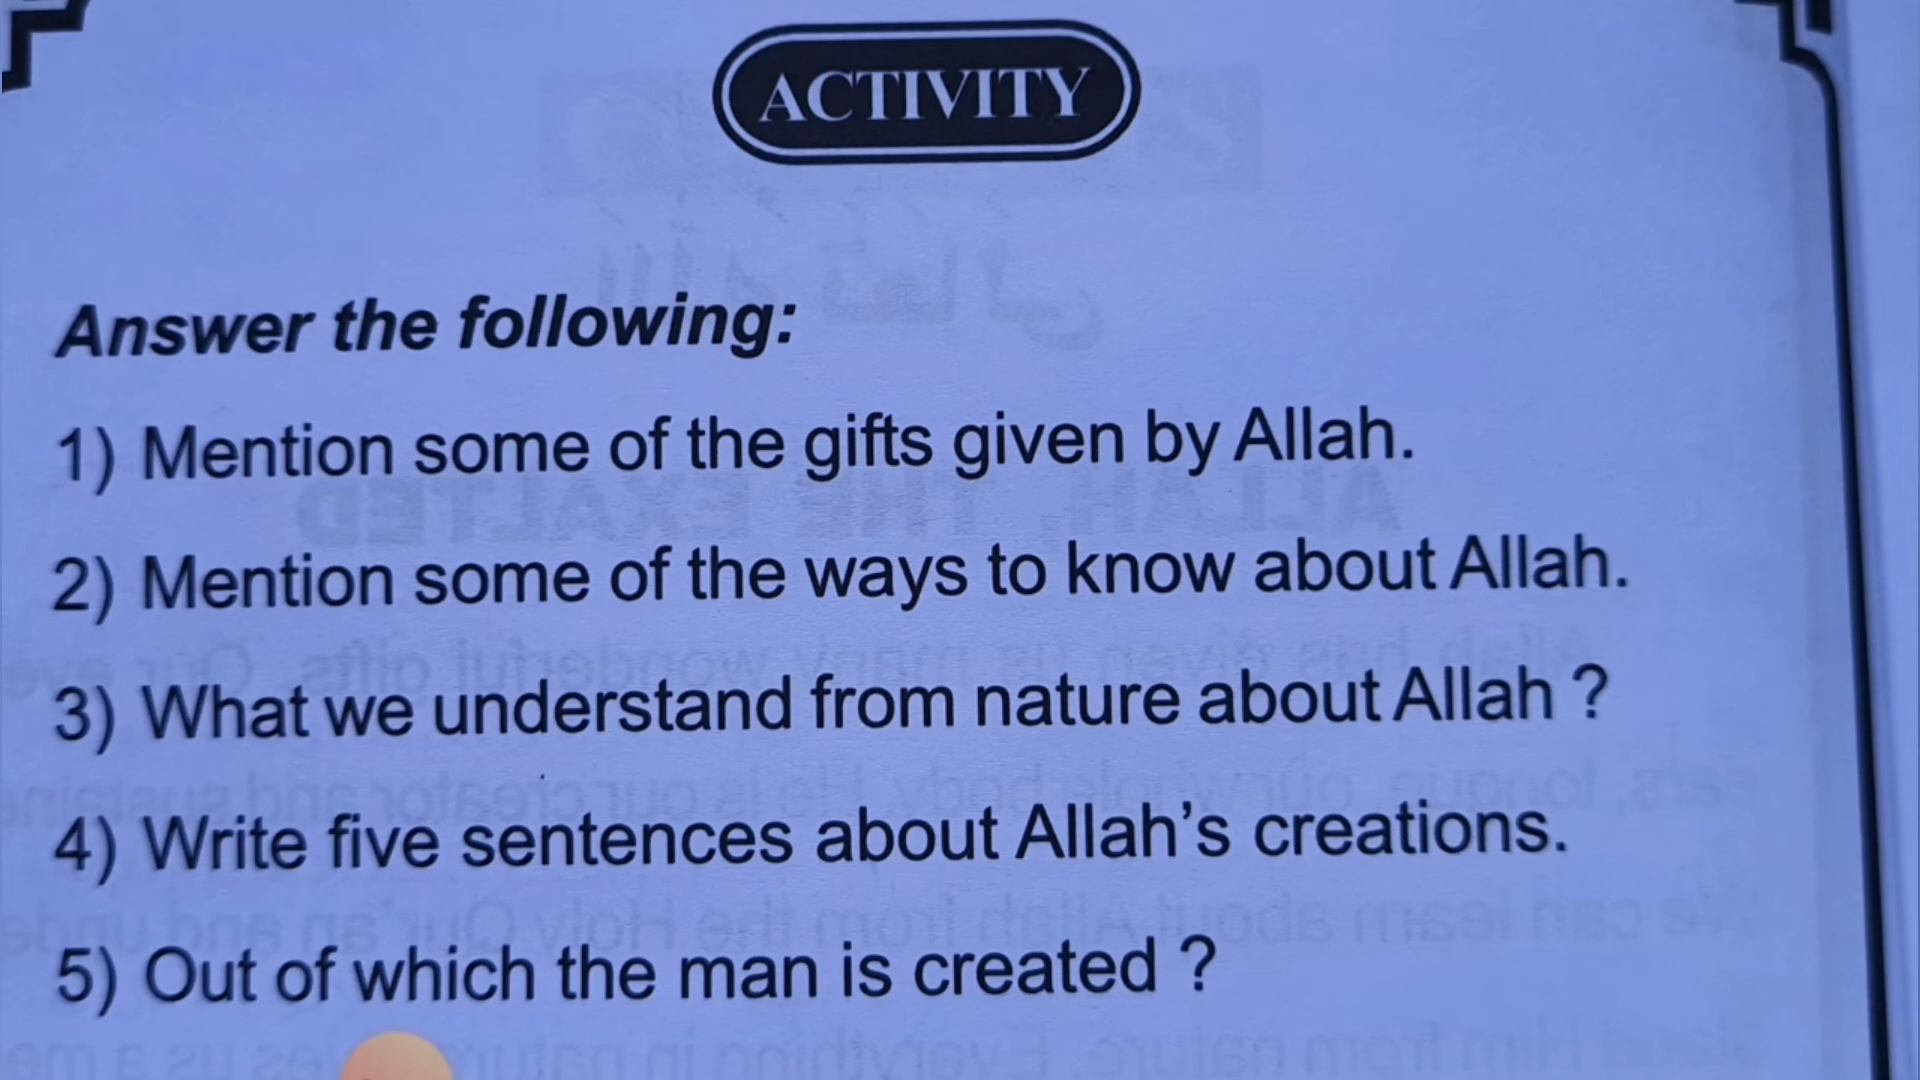 ACTIVITY
Answer the following:
1) Mention some of the gifts given by Allah.
2) Mention some of the ways to know about Allah.
3) What we understand from nature about Allah ?
4) Write five sentences about Allah's creations.
5) Out of which the man is created ?